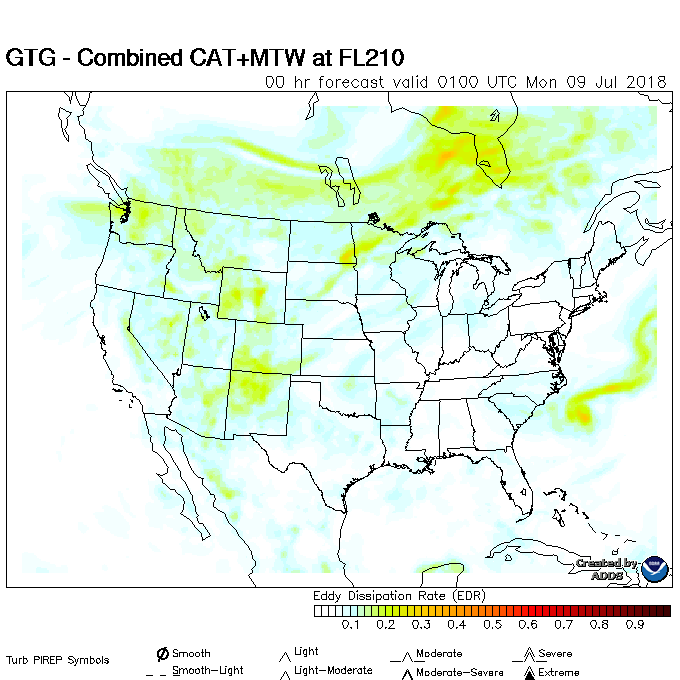 GTG - Combined CAT+MTW at FL210
00 hr forecast valid 0100 UTC Mon 09 Jul 2018
Created by
ADDS
Eddy Dissipation Rate (EDR)
0.1 0.2 0.3 0.4 0.5 0.6 0.7 0.8 0.9
Turb PIREP Symbols
Smooth Light Moderate Severe
Smooth-Light Light-Moderate Moderate-Severe Extreme